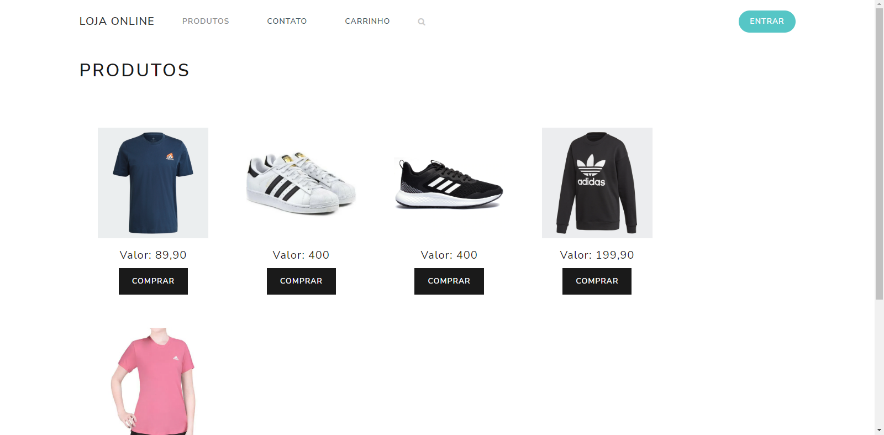 LOJA ONLINE PRODUTOS CONTATO CARRINHO ENTRAR
PRODUTOS
adidas
Valor: 89,90 Valor: 400 Valor: 400 Valor: 199,90
COMPRAR COMPRAR COMPRAR COMPRAR